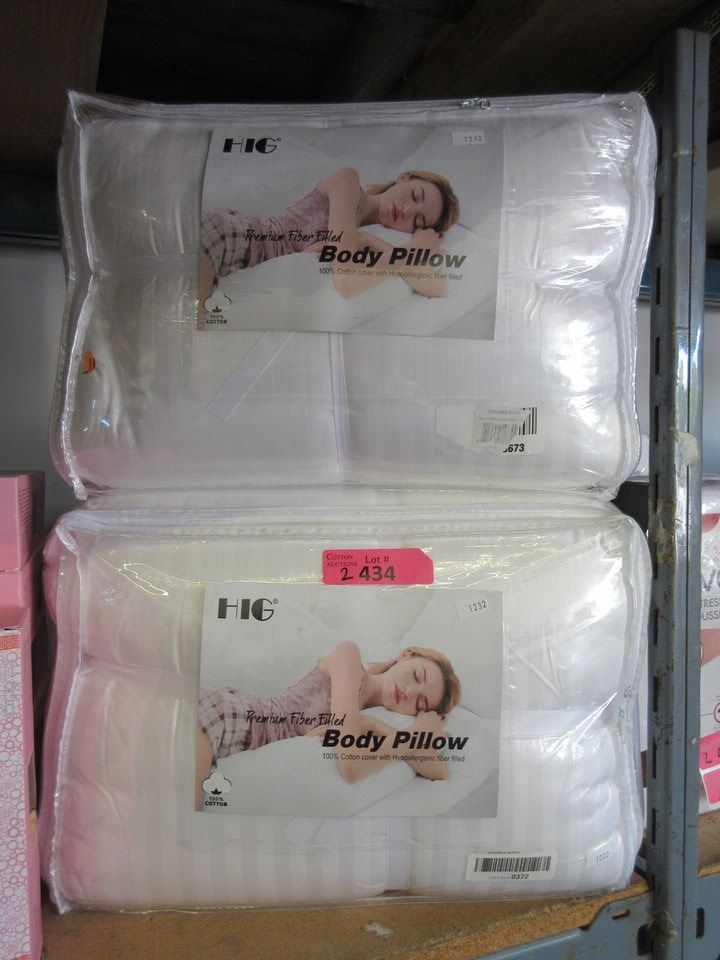 HIG®
1232
Premium Fiber Filled
Body Pillow
100% Cotton cover with Hypoallergenic fiber filled
100%
COTTON
3673
COTTON
AUCTIONS
Lot #
2 434
HIG®
1232
Premium Fiber Filled
Body Pillow
100% Cotton cover with Hypoallergenic fiber filled
100%
COTTON
0372
1232